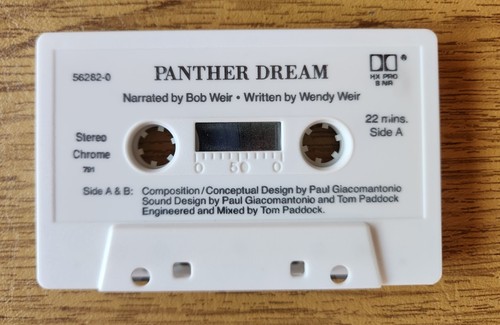 56282-0
PANTHER DREAM
HX PRO
B NR
Narrated by Bob Weir • Written by Wendy Weir
22 mins.
Side A
Stereo
Chrome
791
0 50 0
Side A & B: Composition/Conceptual Design by Paul Giacomantonio
Sound Design by Paul Giacomantonio and Tom Paddock
Engineered and Mixed by Tom Paddock.